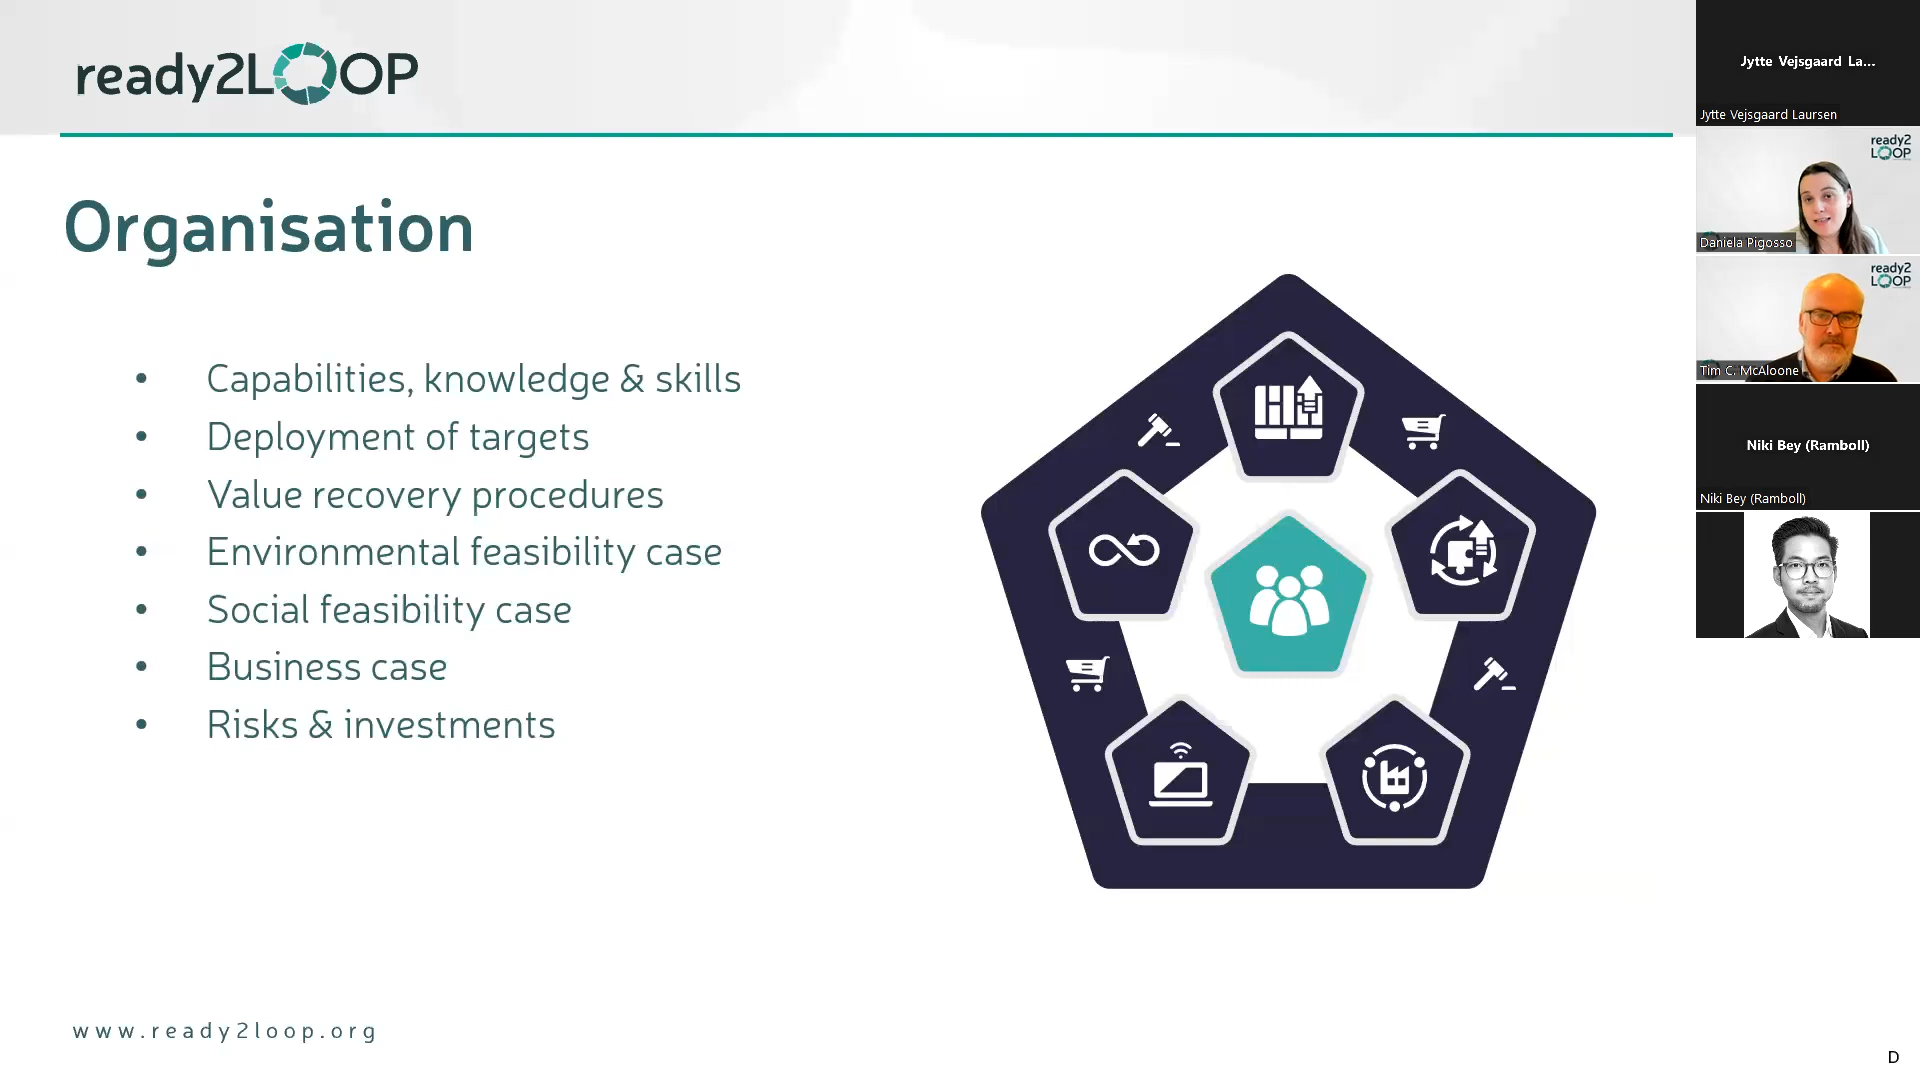 ready2LOOP
Organisation
• Capabilities, knowledge & skills
• Deployment of targets
• Value recovery procedures
• Environmental feasibility case
• Social feasibility case
• Business case
• Risks & investments
www.ready2loop.org
Jytte Vejsgaard La...
Jytte Vejsgaard Laursen
ready2
LOOP
Daniela Pigosso
ready2
LOOP
Tim C. McAloone
Niki Bey (Ramboll)
Niki Bey (Ramboll)
D